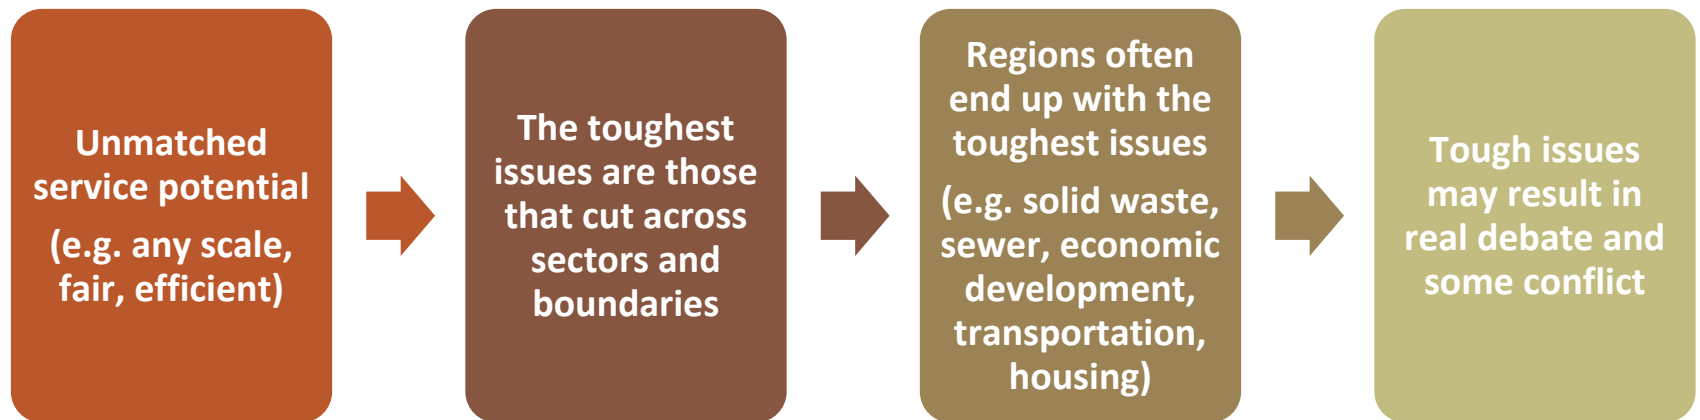 Unmatched
service potential
(e.g. any scale,
fair, efficient)
The toughest
issues are those
that cut across
sectors and
boundaries
Regions often
end up with the
toughest issues
(e.g. solid waste,
sewer, economic
development,
transportation,
housing)
Tough issues
may result in
real debate and
some conflict